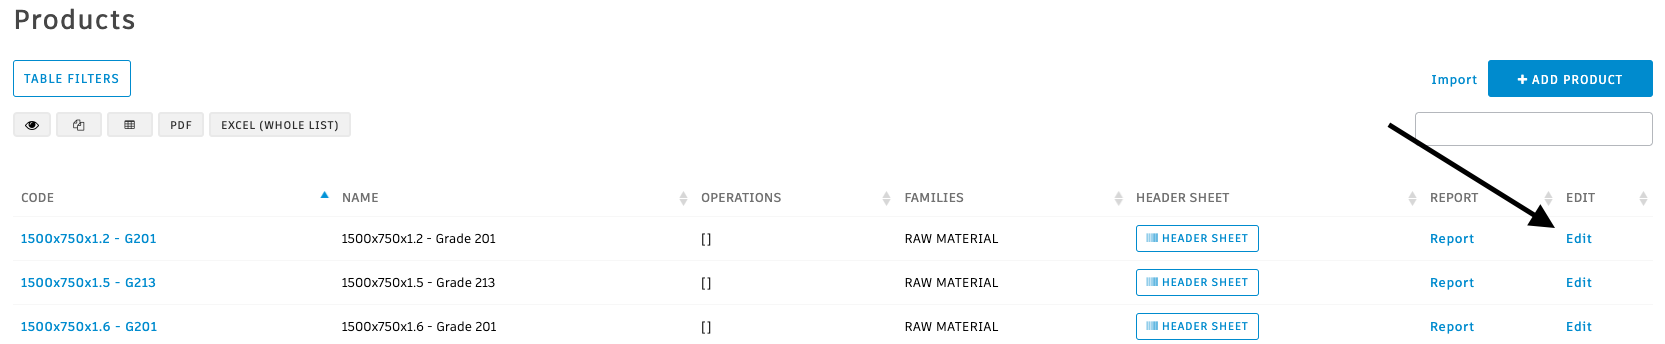 Products
TABLE FILTERS
Import
+ ADD PRODUCT
PDF
EXCEL (WHOLE LIST)
CODE NAME OPERATIONS FAMILIES HEADER SHEET REPORT EDIT
1500x750x1.2 - G201 1500x750x1.2 - Grade 201 [] RAW MATERIAL HEADER SHEET Report Edit
1500x750x1.5 - G213 1500x750x1.5 - Grade 213 [] RAW MATERIAL HEADER SHEET Report Edit
1500x750x1.6 - G201 1500x750x1.6 - Grade 201 [] RAW MATERIAL HEADER SHEET Report Edit